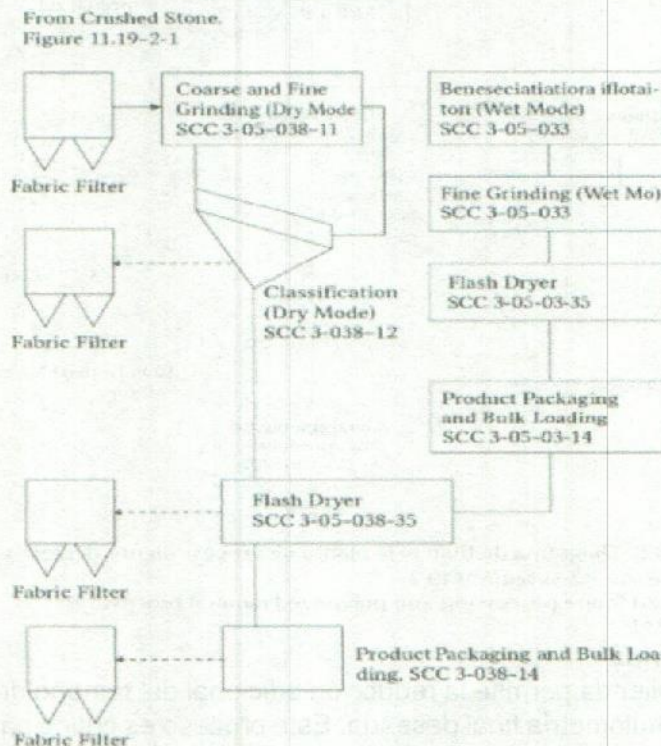 From Crushed Stone.
Figure 11.19-2-1
Coarse and Fine
Grinding (Dry Mode
SCC 3-05-038-11
Fabric Filter
Beneseciatiatiora iflotai-
ton (Wet Mode)
SCC 3-05-033
Fine Grinding (Wet Mo)
SCC 3-05-033
Fabric Filter
Classification
(Dry Mode)
SCC 3-038-12
Flash Dryer
SCC 3-05-03-35
Product Packaging
and Bulk Loading
SCC 3-05-03-14
Flash Dryer
SCC 3-05-038-35
Fabric Filter
Product Packaging and Bulk Loa
ding. SCC 3-038-14
Fabric Filter